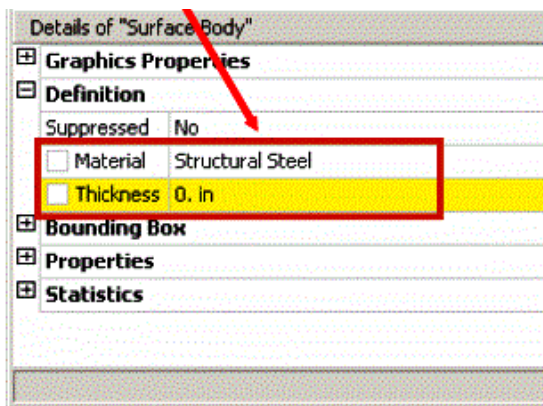 Details of "Surface Body"
Graphics Properties
Definition
Suppressed No
Material Structural Steel
Thickness 0. in
Bounding Box
Properties
Statistics